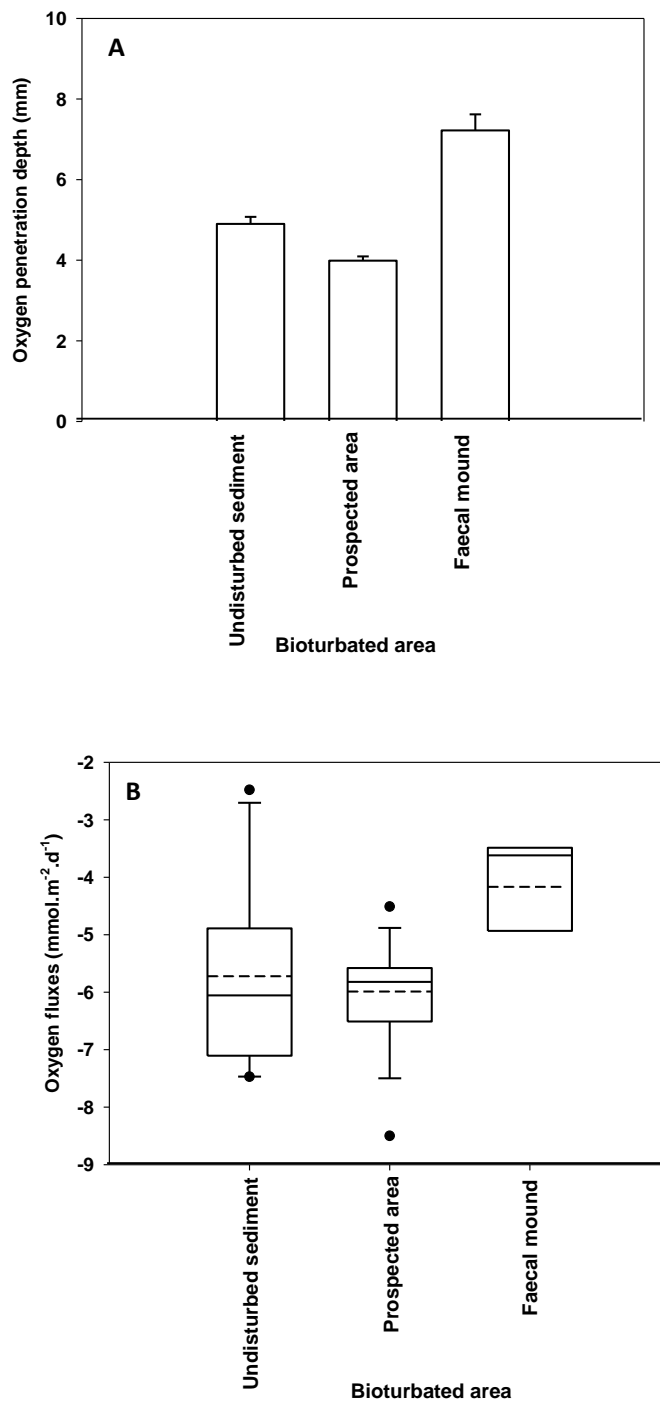 A
Oxygen penetration depth (mm)
10
8
6
4
2
0
Undisturbed sediment
Prospected area
Faecal mound
Bioturbated area
B
Oxygen fluxes (mmol.m⁻².d⁻¹)
-2
-3
-4
-5
-6
-7
-8
-9
Undisturbed sediment
Prospected area
Faecal mound
Bioturbated area